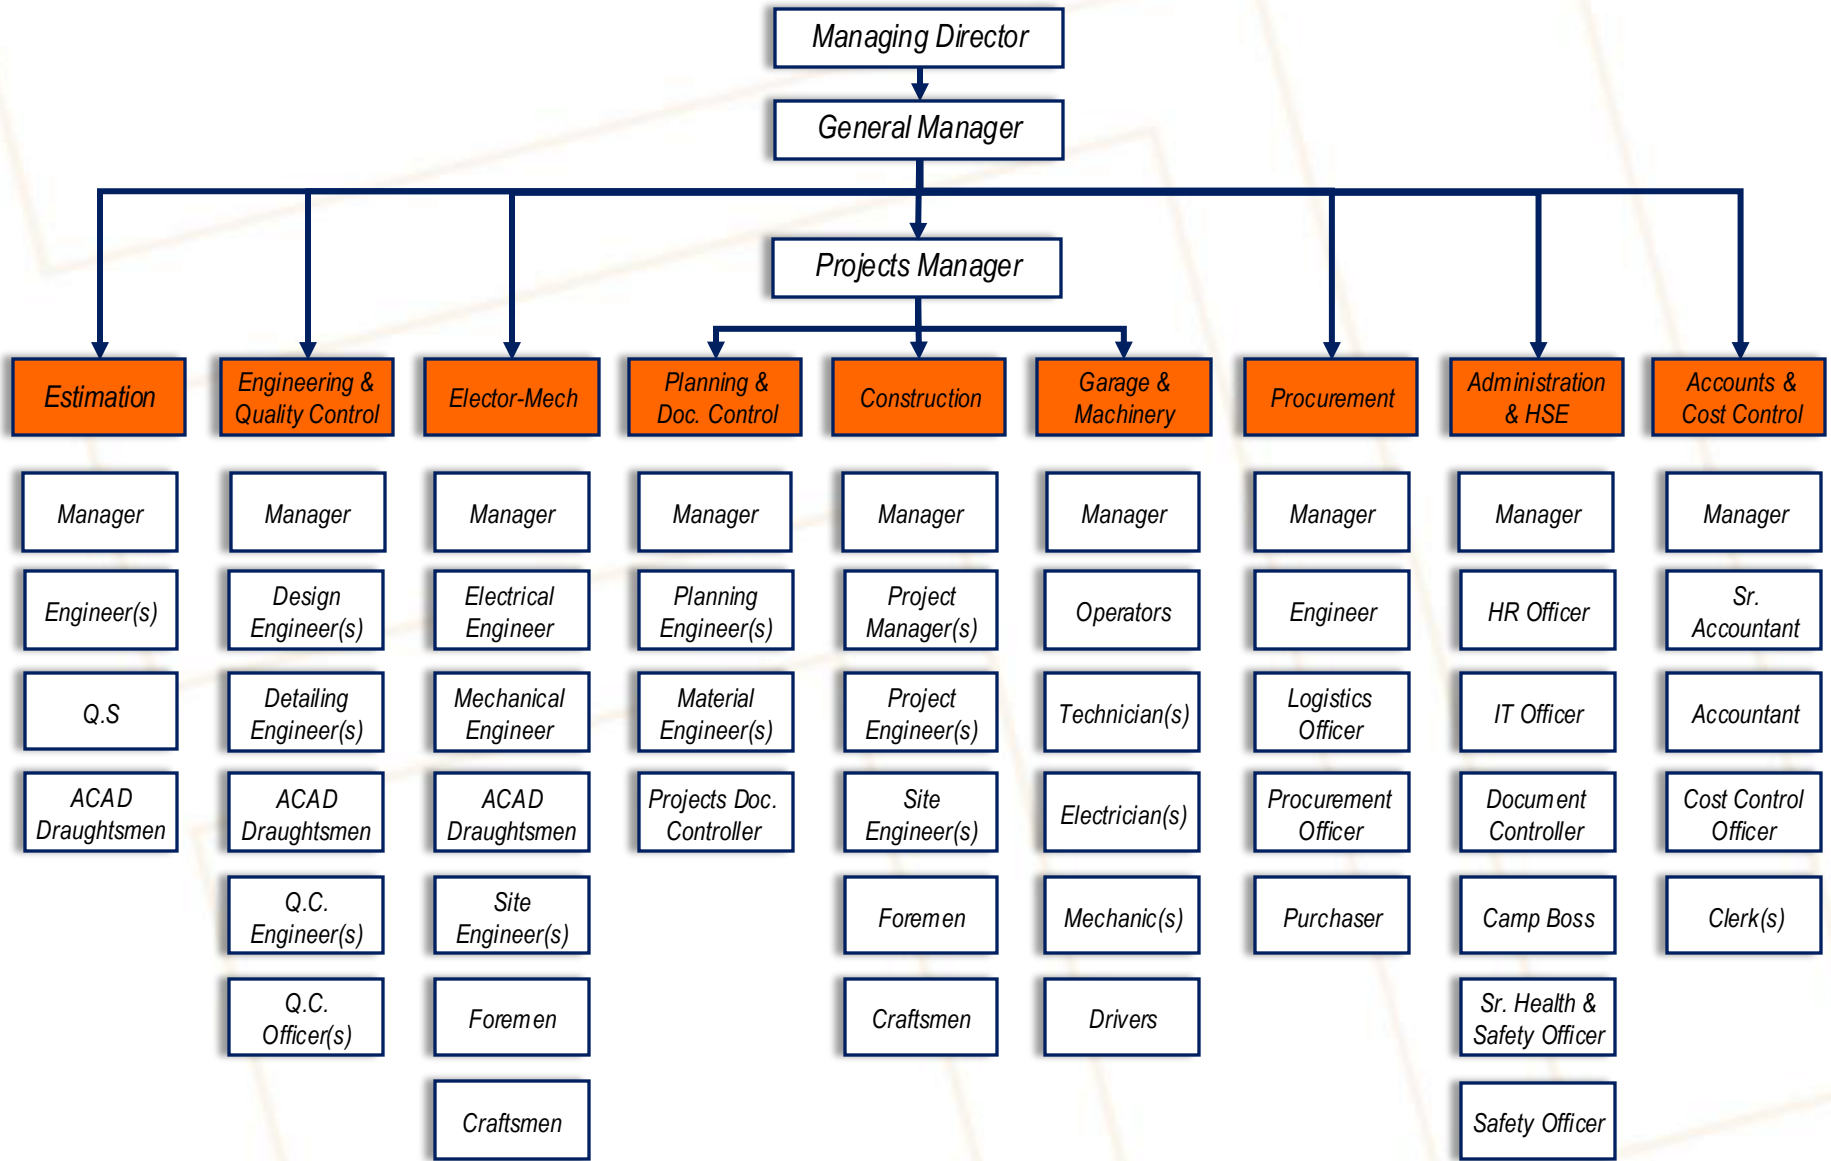 Managing Director
General Manager
Projects Manager
Estimation
Engineering &
Quality Control
Elector-Mech
Planning &
Doc. Control
Construction
Garage &
Machinery
Procurement
Administration
& HSE
Accounts &
Cost Control
Manager
Manager
Manager
Manager
Manager
Manager
Manager
Manager
Manager
Engineer(s)
Design
Engineer(s)
Electrical
Engineer
Planning
Engineer(s)
Project
Manager(s)
Operators
Engineer
HR Officer
Sr.
Accountant
Q.S
Detailing
Engineer(s)
Mechanical
Engineer
Material
Engineer(s)
Project
Engineer(s)
Technician(s)
Logistics
Officer
IT Officer
Accountant
ACAD
Draughtsmen
ACAD
Draughtsmen
ACAD
Draughtsmen
Projects Doc.
Controller
Site
Engineer(s)
Electrician(s)
Procurement
Officer
Document
Controller
Cost Control
Officer
Q.C.
Engineer(s)
Site
Engineer(s)
Foremen
Mechanic(s)
Purchaser
Camp Boss
Clerk(s)
Q.C.
Officer(s)
Foremen
Craftsmen
Drivers
Sr. Health &
Safety Officer
Craftsmen
Safety Officer